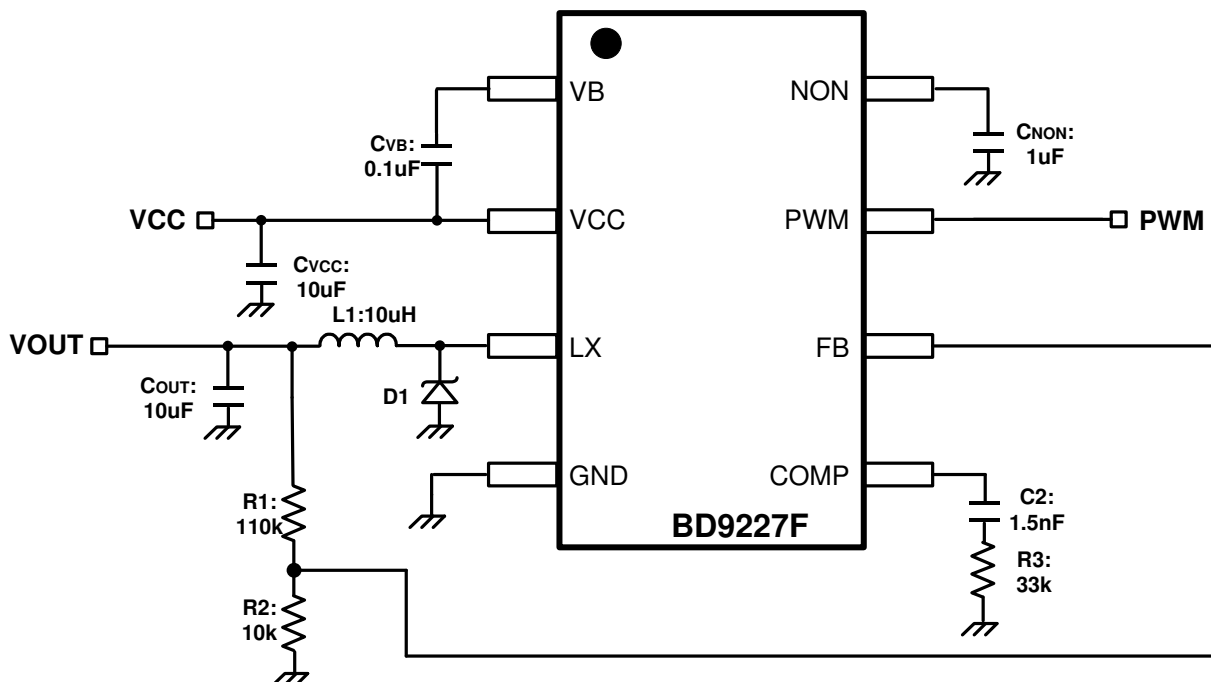 VB
NON
CVB:
0.1uF
CNON:
1uF
VCC
VCC
PWM
PWM
CVCC:
10uF
L1:10uH
VOUT
LX
FB
COUT:
10uF
D1
GND
COMP
R1:
110k
C2:
1.5nF
BD9227F
R3:
33k
R2:
10k